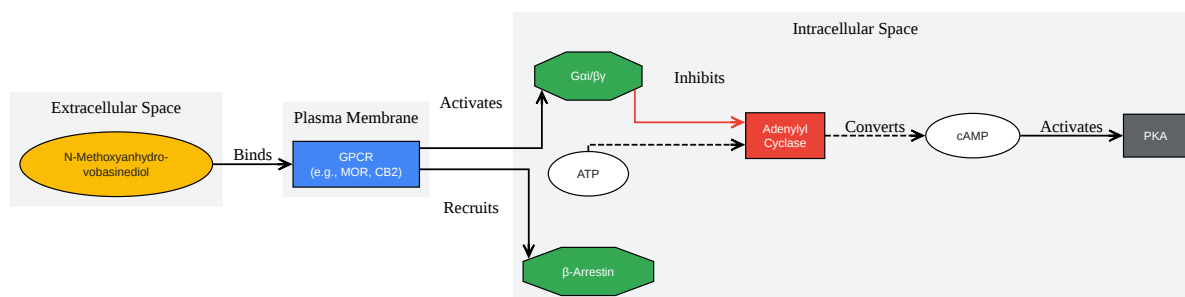 Intracellular Space
Gαi/βγ
Inhibits
Extracellular Space
Plasma Membrane
Activates
N-Methoxyanhydro-
vobasinediol
Binds
GPCR
(e.g., MOR, CB2)
Adenylyl
Cyclase
Converts
cAMP
Activates
PKA
ATP
Recruits
β-Arrestin